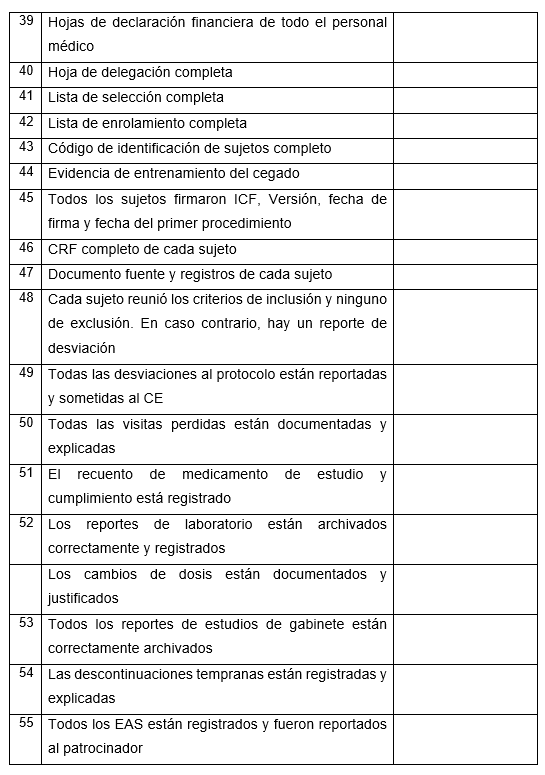 39 Hojas de declaración financiera de todo el personal
médico
40 Hoja de delegación completa
41 Lista de selección completa
42 Lista de enrolamiento completa
43 Código de identificación de sujetos completo
44 Evidencia de entrenamiento del cegado
45 Todos los sujetos firmaron ICF, Versión, fecha de
firma y fecha del primer procedimiento
46 CRF completo de cada sujeto
47 Documento fuente y registros de cada sujeto
48 Cada sujeto reunió los criterios de inclusión y ninguno
de exclusión. En caso contrario, hay un reporte de
desviación
49 Todas las desviaciones al protocolo están reportadas
y sometidas al CE
50 Todas las visitas perdidas están documentadas y
explicadas
51 El recuento de medicamento de estudio y
cumplimiento está registrado
52 Los reportes de laboratorio están archivados
correctamente y registrados
Los cambios de dosis están documentados y
justificados
53 Todos los reportes de estudios de gabinete están
correctamente archivados
54 Las descontinuaciones tempranas están registradas y
explicadas
55 Todos los EAS están registrados y fueron reportados
al patrocinador